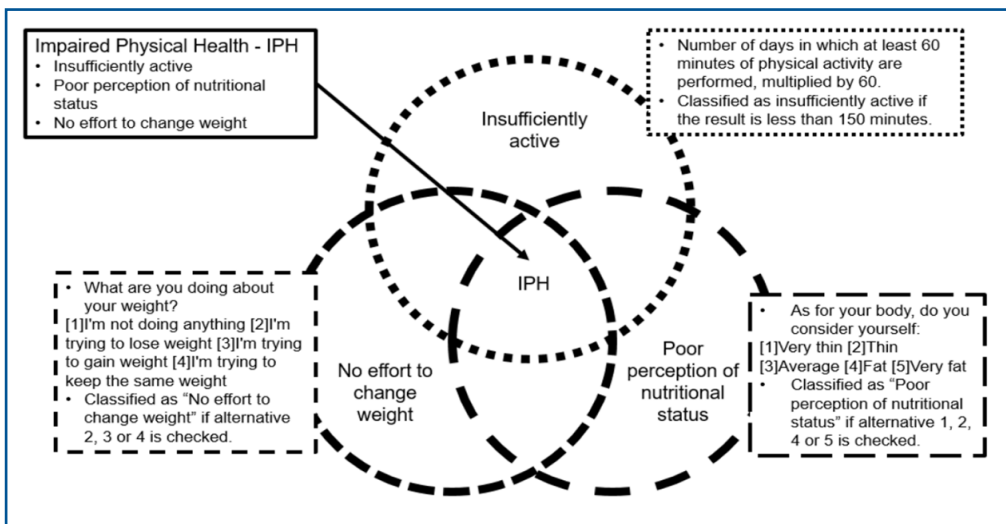 Impaired Physical Health - IPH
• Insufficiently active
• Poor perception of nutritional
status
• No effort to change weight
• Number of days in which at least 60
minutes of physical activity are
performed, multiplied by 60.
• Classified as insufficiently active if
the result is less than 150 minutes.
Insufficiently
active
IPH
• What are you doing about
your weight?
[1]I'm not doing anything [2]I'm
trying to lose weight [3]I'm trying
to gain weight [4]I'm trying to
keep the same weight
• Classified as “No effort to
change weight” if alternative
2, 3 or 4 is checked.
No effort to
change
weight
Poor
perception of
nutritional
status
• As for your body, do you
consider yourself:
[1]Very thin [2]Thin
[3]Average [4]Fat [5]Very fat
• Classified as “Poor
perception of nutritional
status” if alternative 1, 2,
4 or 5 is checked.